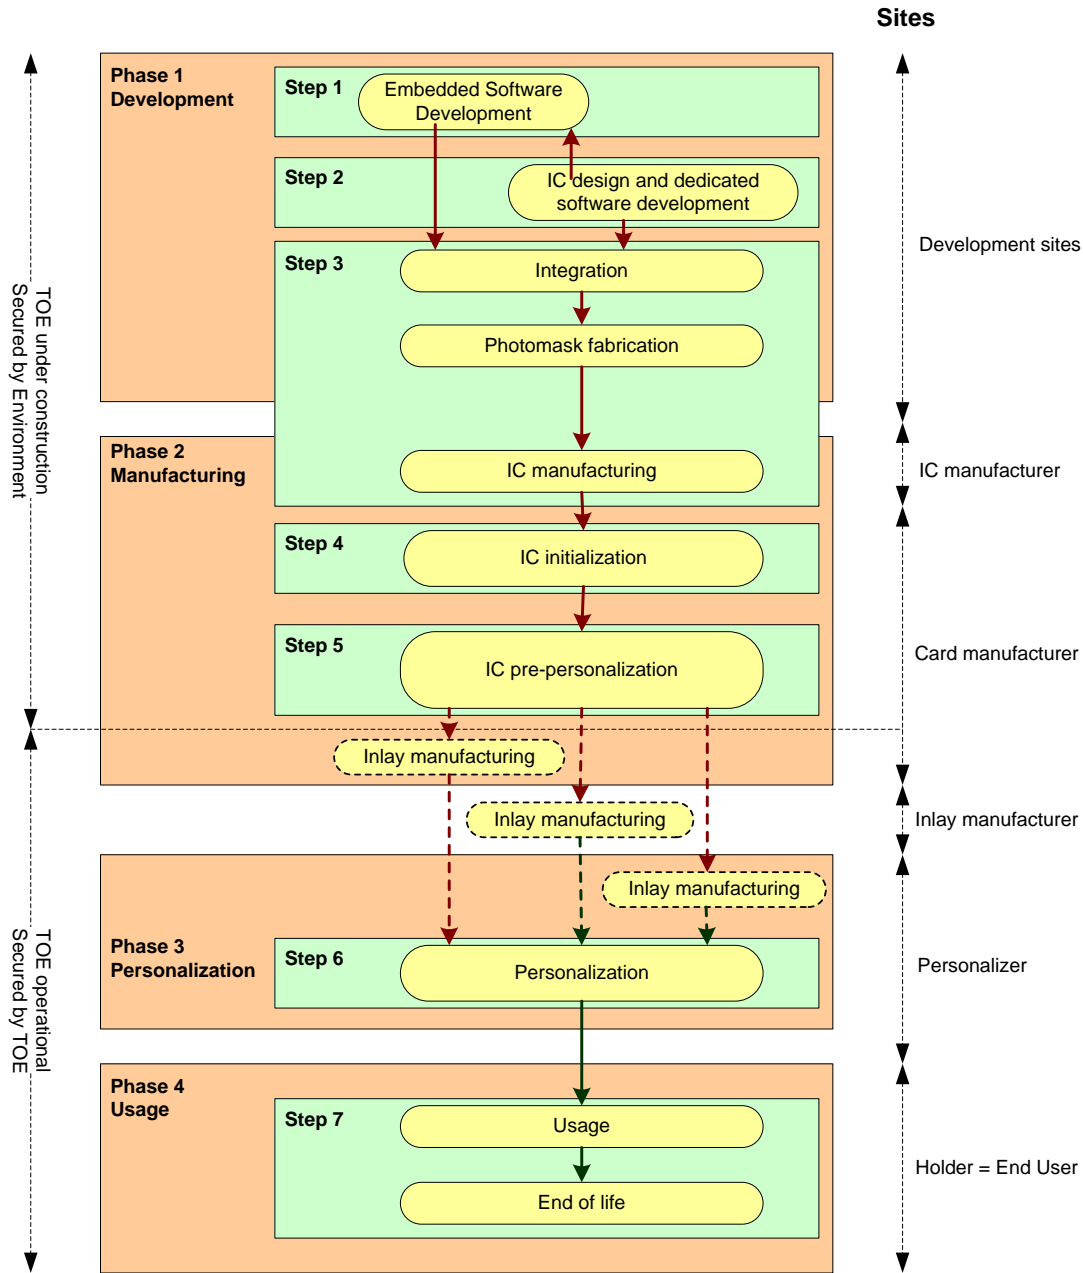 Sites
Phase 1
Development
Step 1
Embedded Software
Development
Step 2
IC design and dedicated
software development
Step 3
Integration
Development sites
Photomask fabrication
TOE under construction
Secured by Environment
Phase 2
Manufacturing
IC manufacturing
IC manufacturer
Step 4
IC initialization
Step 5
IC pre-personalization
Card manufacturer
Inlay manufacturing
Inlay manufacturing
Inlay manufacturer
Inlay manufacturing
Phase 3
Personalization
Step 6
Personalization
Personalizer
TOE operational
Secured by TOE
Phase 4
Usage
Step 7
Usage
Holder = End User
End of life